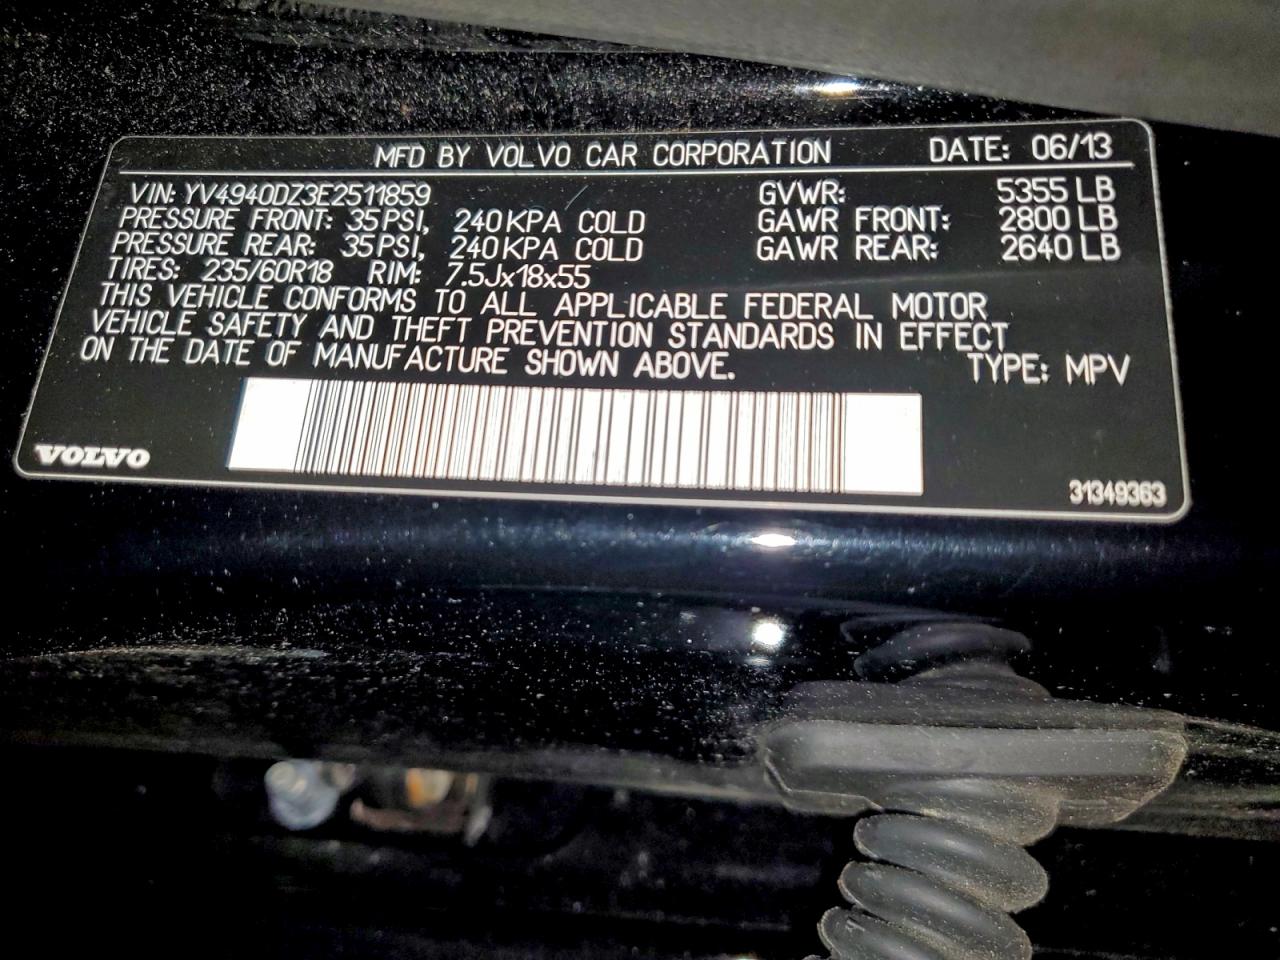 MFD BY VOLVO CAR CORPORATION DATE: 06/13
VIN: YV4940DZ3E2511859 GVWR: 5355 LB
PRESSURE FRONT: 35 PSI, 240 KPA COLD GAWR FRONT: 2800 LB
PRESSURE REAR: 35 PSI, 240 KPA COLD GAWR REAR: 2640 LB
TIRES: 235/60R18 RIM: 7.5Jx18x55
THIS VEHICLE CONFORMS TO ALL APPLICABLE FEDERAL MOTOR
VEHICLE SAFETY AND THEFT PREVENTION STANDARDS IN EFFECT
ON THE DATE OF MANUFACTURE SHOWN ABOVE. TYPE: MPV
VOLVO
31349363